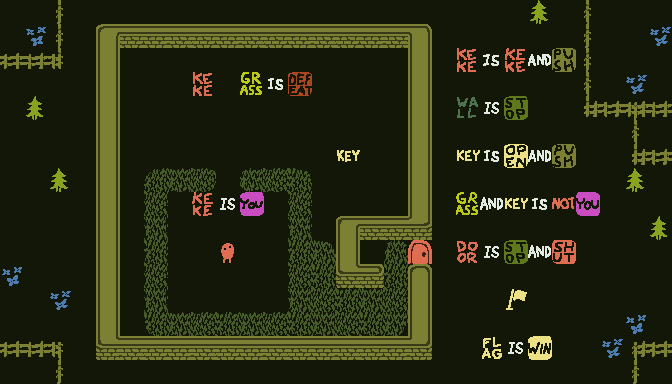 KEKE IS KEKE AND PUSH
KEKE GRASS IS DEFEAT
WALL IS STOP
KEY
KEY IS OPEN AND PUSH
KEKE IS YOU
GRASS AND KEY IS NOT YOU
DOOR IS STOP AND SHUT
FLAG IS WIN